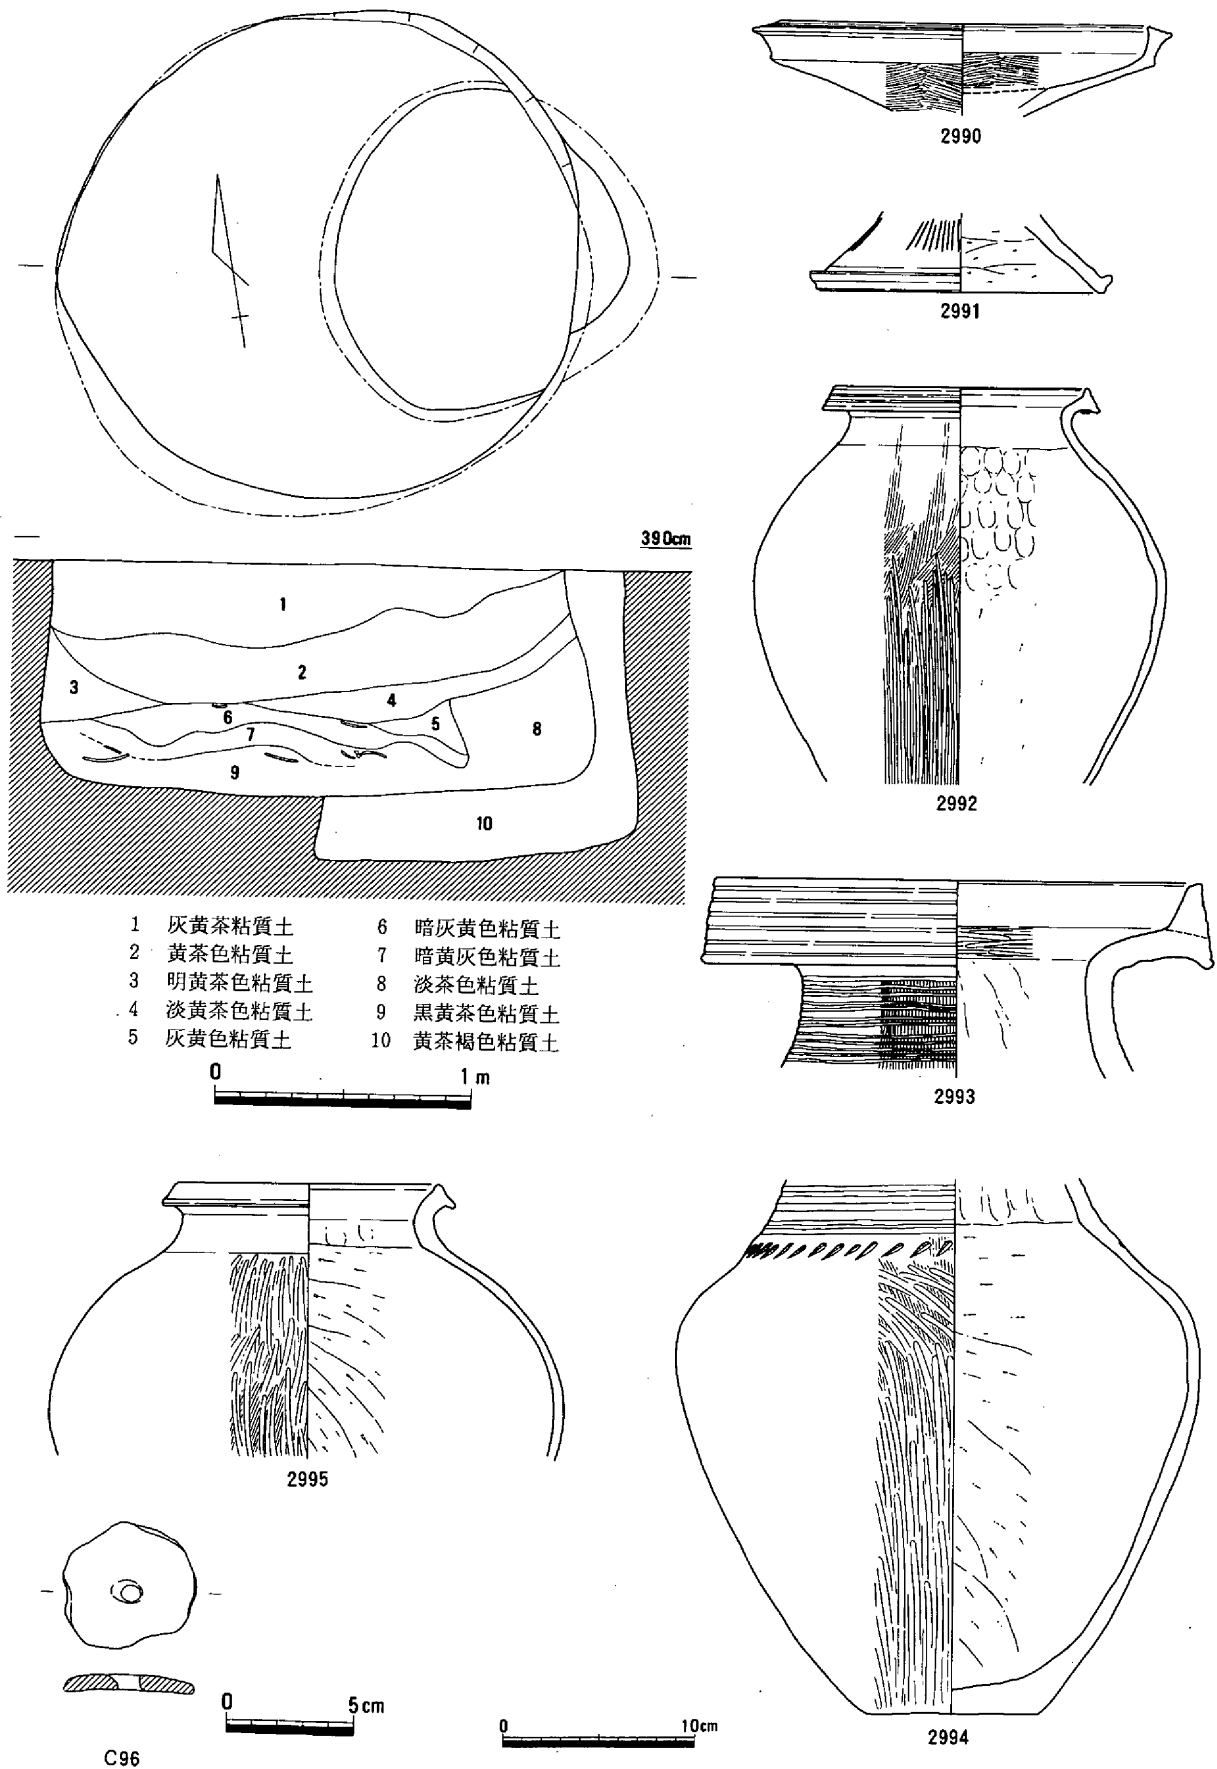 390cm
1
2
3
4
5
6
7
8
9
10
1 灰黄茶粘質土
2 黄茶色粘質土
3 明黄茶色粘質土
4 淡黄茶色粘質土
5 灰黄色粘質土
6 暗灰黄色粘質土
7 暗黄灰色粘質土
8 淡茶色粘質土
9 黒黄茶色粘質土
10 黄茶褐色粘質土
0 1 m
2990
2991
2992
2993
2995
2994
0 5cm
C96
0 10cm